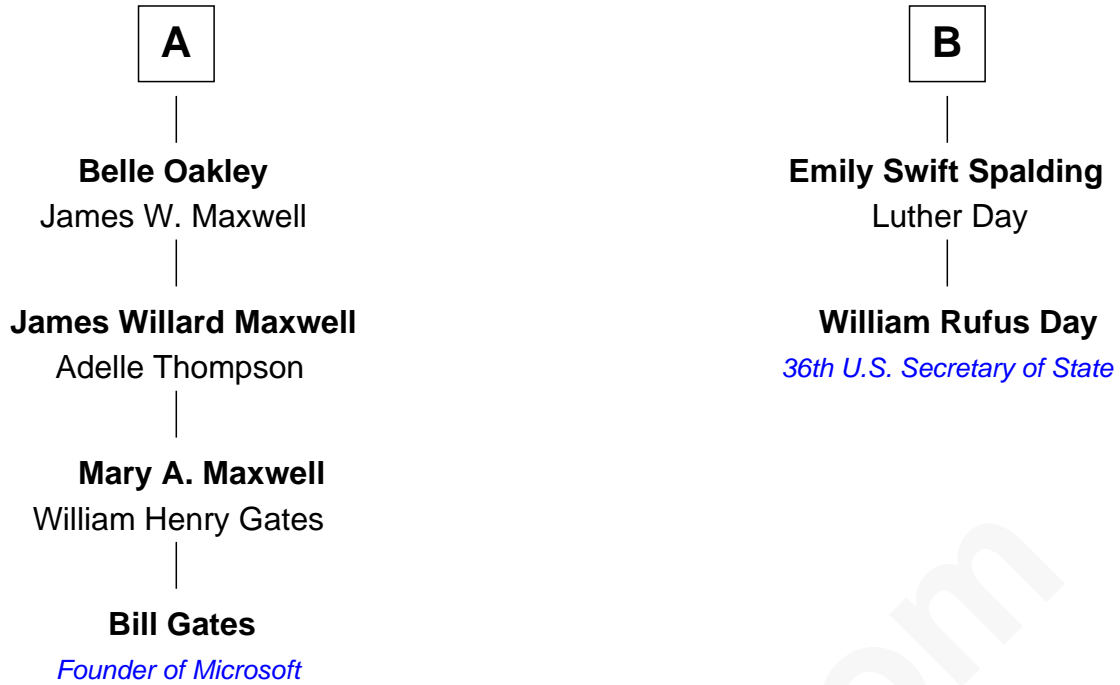 A
Belle Oakley
James W. Maxwell
James Willard Maxwell
Adelle Thompson
Mary A. Maxwell
William Henry Gates
Bill Gates
Founder of Microsoft
B
Emily Swift Spalding
Luther Day
William Rufus Day
36th U.S. Secretary of State
om